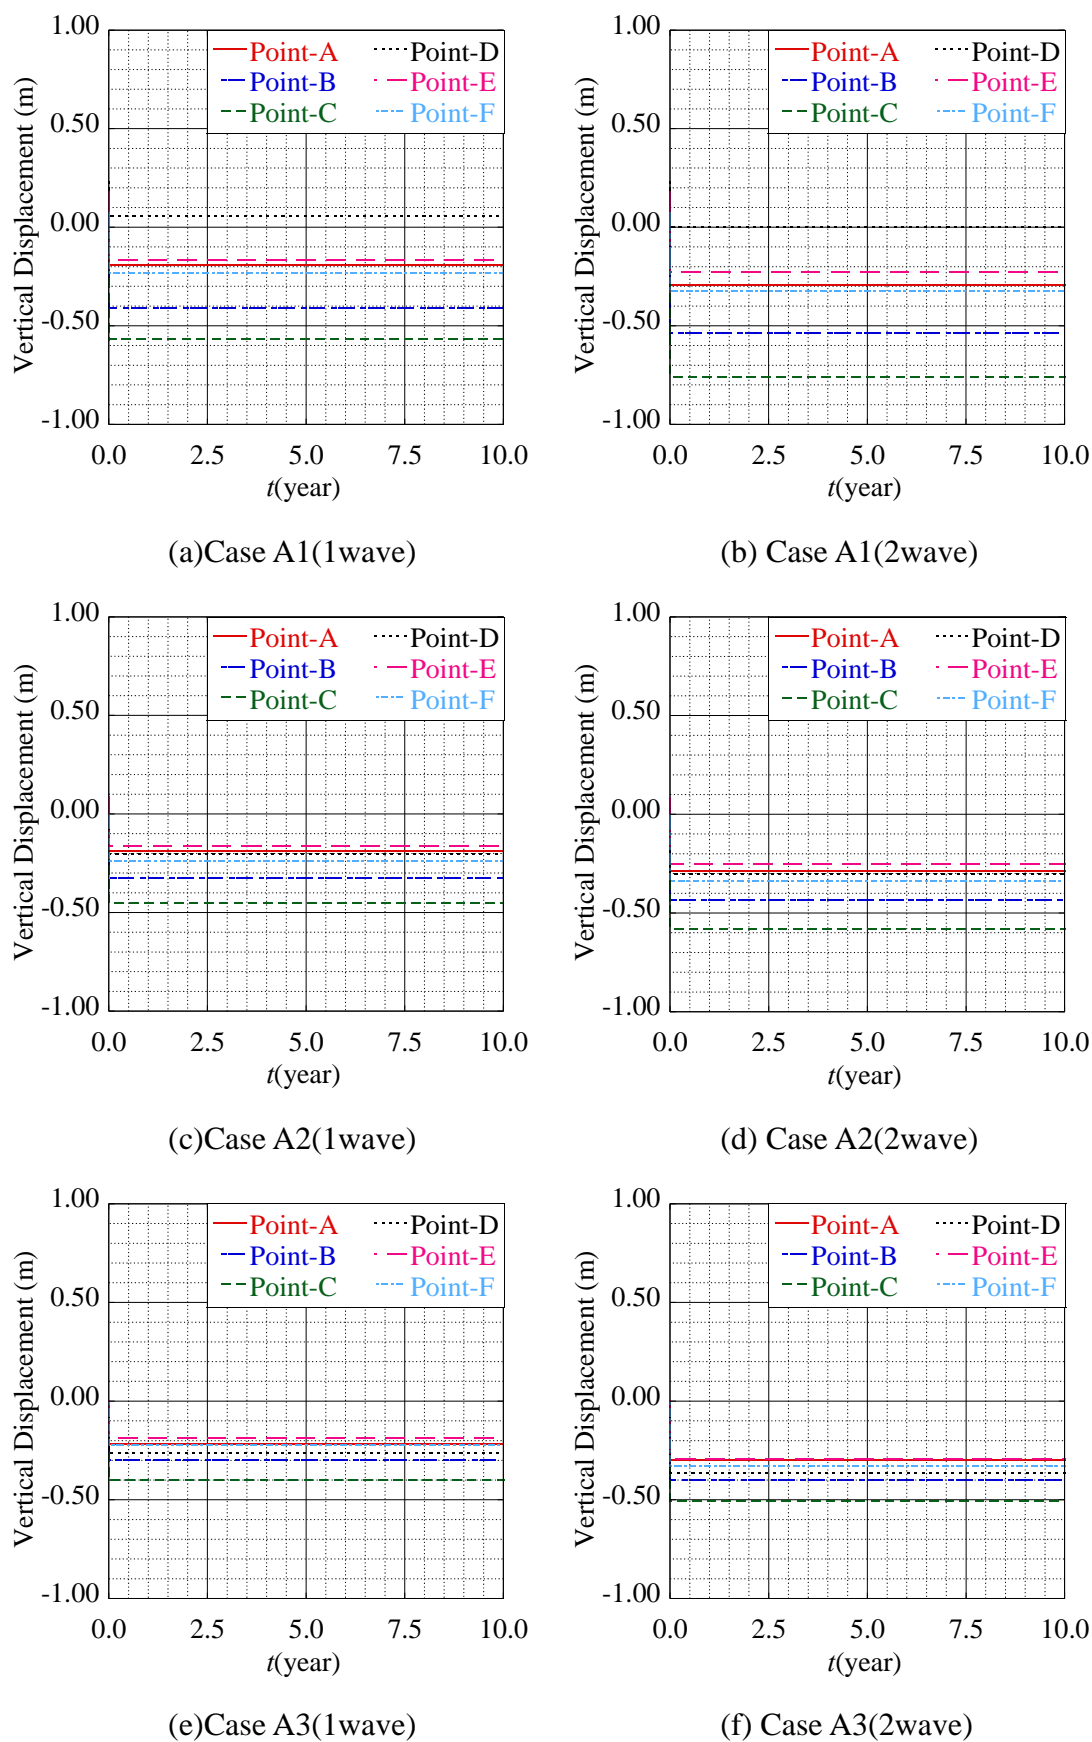 1.00
0.50
0.00
-0.50
-1.00
Vertical Displacement (m)
Point-A Point-D
Point-B Point-E
Point-C Point-F
0.0 2.5 5.0 7.5 10.0
t(year)
(a)Case A1(1wave)
1.00
0.50
0.00
-0.50
-1.00
Vertical Displacement (m)
Point-A Point-D
Point-B Point-E
Point-C Point-F
0.0 2.5 5.0 7.5 10.0
t(year)
(b) Case A1(2wave)
1.00
0.50
0.00
-0.50
-1.00
Vertical Displacement (m)
Point-A Point-D
Point-B Point-E
Point-C Point-F
0.0 2.5 5.0 7.5 10.0
t(year)
(c)Case A2(1wave)
1.00
0.50
0.00
-0.50
-1.00
Vertical Displacement (m)
Point-A Point-D
Point-B Point-E
Point-C Point-F
0.0 2.5 5.0 7.5 10.0
t(year)
(d) Case A2(2wave)
1.00
0.50
0.00
-0.50
-1.00
Vertical Displacement (m)
Point-A Point-D
Point-B Point-E
Point-C Point-F
0.0 2.5 5.0 7.5 10.0
t(year)
(e)Case A3(1wave)
1.00
0.50
0.00
-0.50
-1.00
Vertical Displacement (m)
Point-A Point-D
Point-B Point-E
Point-C Point-F
0.0 2.5 5.0 7.5 10.0
t(year)
(f) Case A3(2wave)